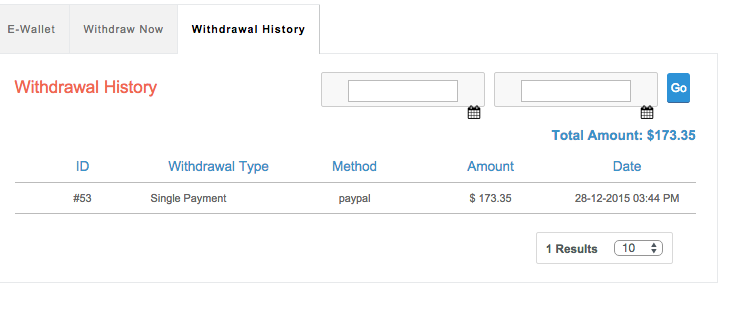 E-Wallet Withdraw Now Withdrawal History
Withdrawal History Go
Total Amount: $173.35
ID Withdrawal Type Method Amount Date
#53 Single Payment paypal $ 173.35 28-12-2015 03:44 PM
1 Results 10